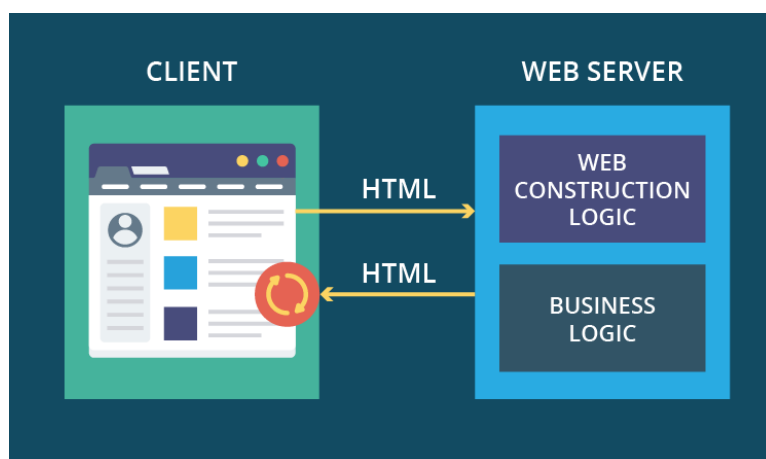 CLIENT
WEB SERVER
HTML
HTML
WEB
CONSTRUCTION
LOGIC
BUSINESS
LOGIC